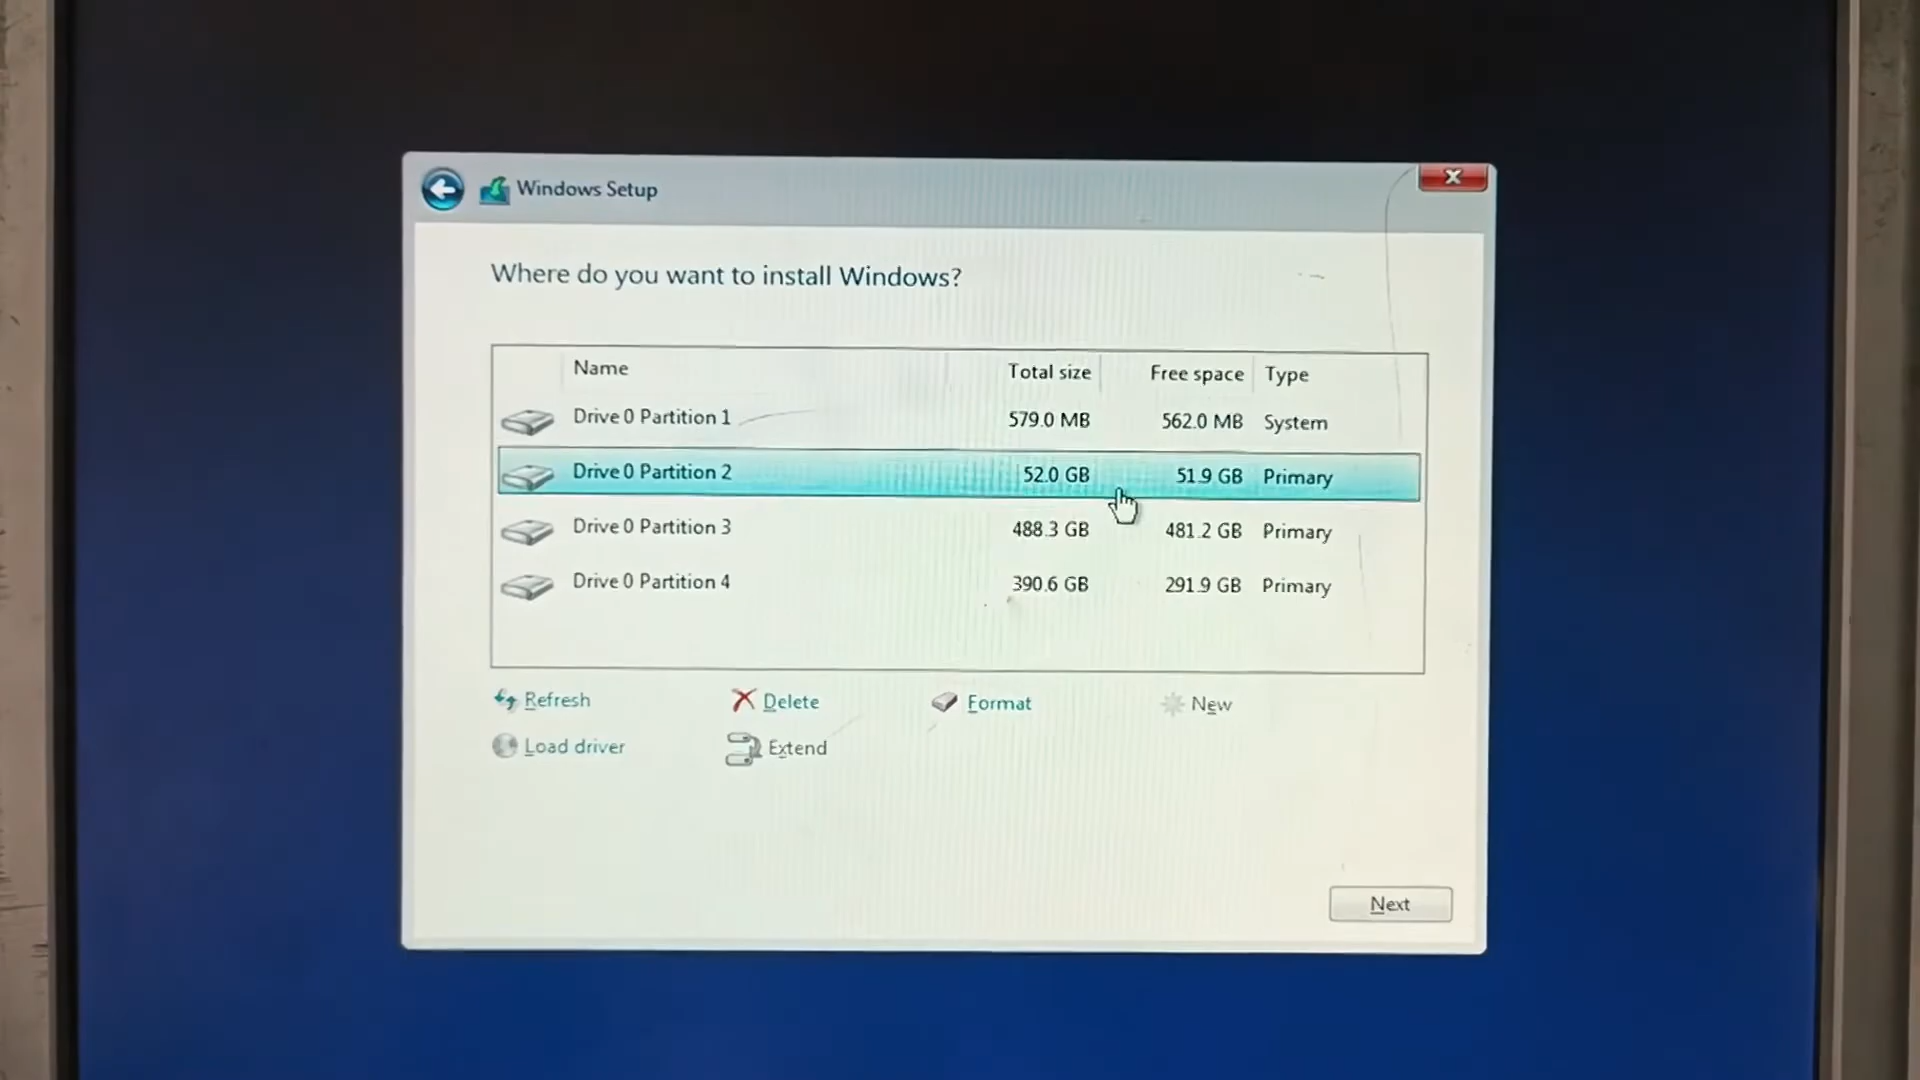 Windows Setup
Where do you want to install Windows?
Name Total size Free space Type
Drive 0 Partition 1 579.0 MB 562.0 MB System
Drive 0 Partition 2 52.0 GB 51.9 GB Primary
Drive 0 Partition 3 488.3 GB 481.2 GB Primary
Drive 0 Partition 4 390.6 GB 291.9 GB Primary
Refresh Delete Format New
Load driver Extend
Next